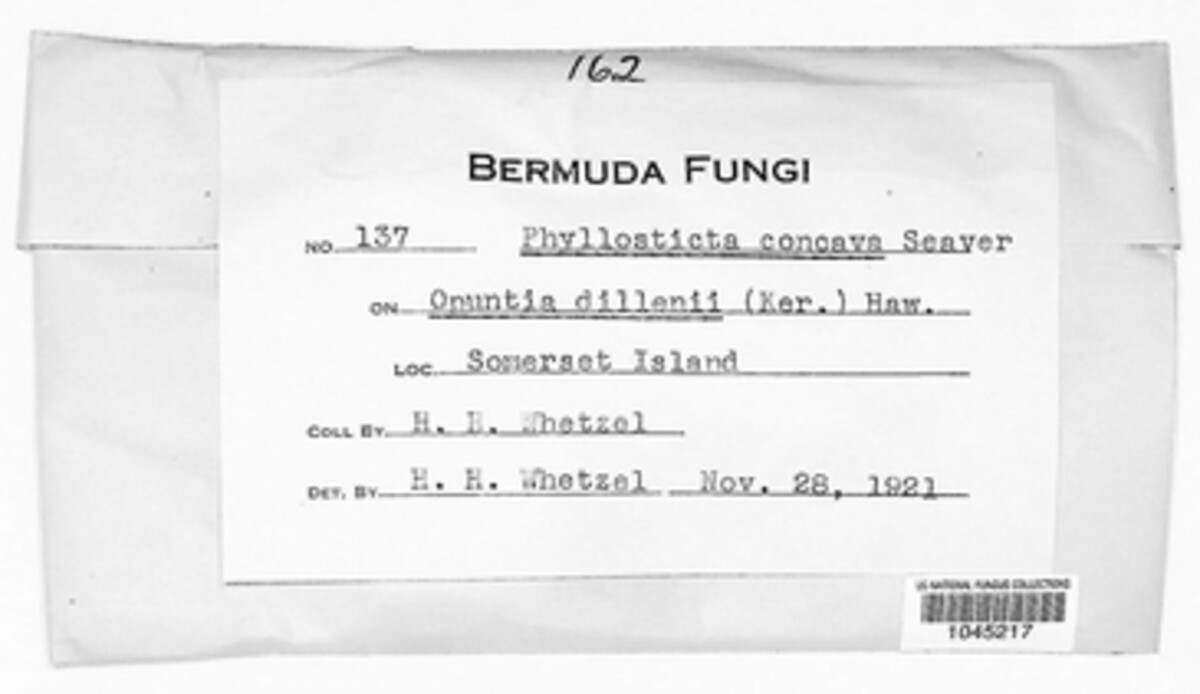 162
BERMUDA FUNGI
NO. 137 Phyllosticta concava Seaver
ON Opuntia dillenii (Ker.) Haw.
LOC. Somerset Island
COLL BY H. H. Whetzel
DET. BY H. H. Whetzel Nov. 28, 1921
US NATIONAL FUNGUS COLLECTIONS
1045217